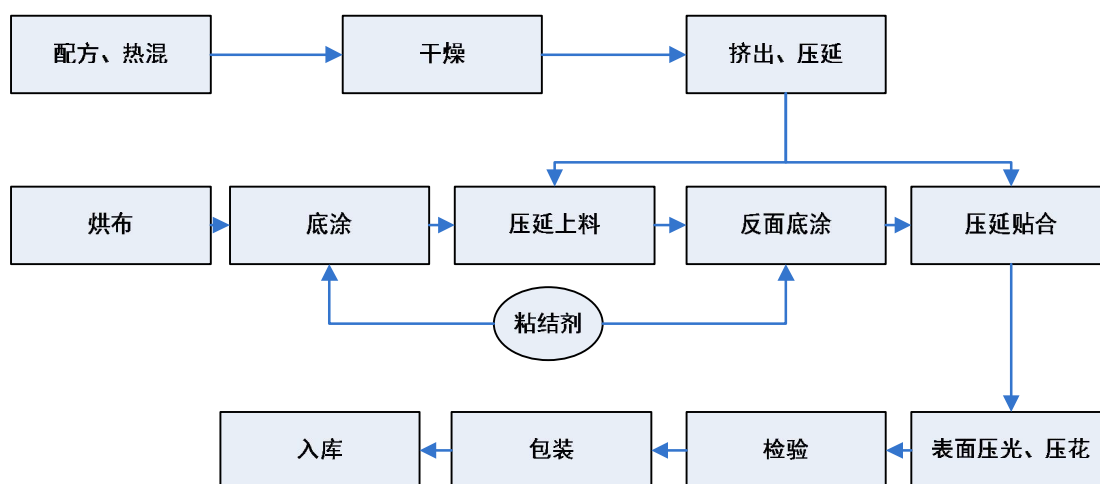 配方、热混
干燥
挤出、压延
烘布
底涂
压延上料
反面底涂
压延贴合
粘结剂
入库
包装
检验
表面压光、压花